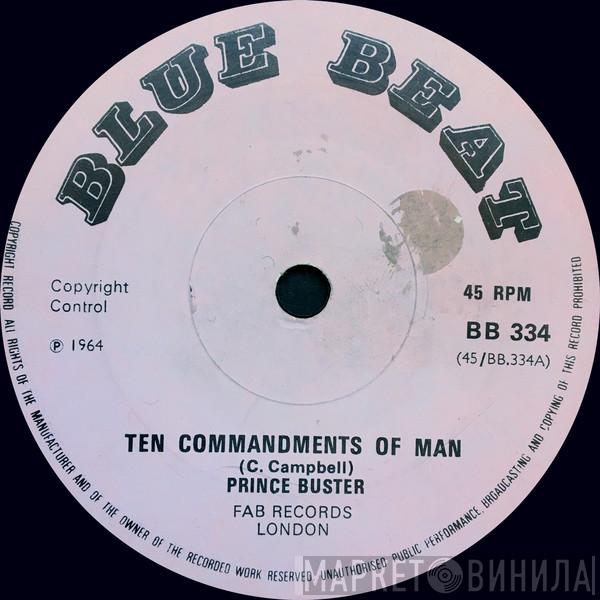 BLUE BEAT
Copyright
Control
℗ 1964
45 RPM
BB 334
(45/BB.334A)
TEN COMMANDMENTS OF MAN
(C. Campbell)
PRINCE BUSTER
FAB RECORDS
LONDON
COPYRIGHT RECORD ALL RIGHTS OF THE MANUFACTURER AND OF THE OWNER OF THE RECORDED WORK RESERVED. UNAUTHORISED PUBLIC PERFORMANCE, BROADCASTING AND COPYING OF THIS RECORD PROHIBITED
МАРКЕТ ВИНИЛА